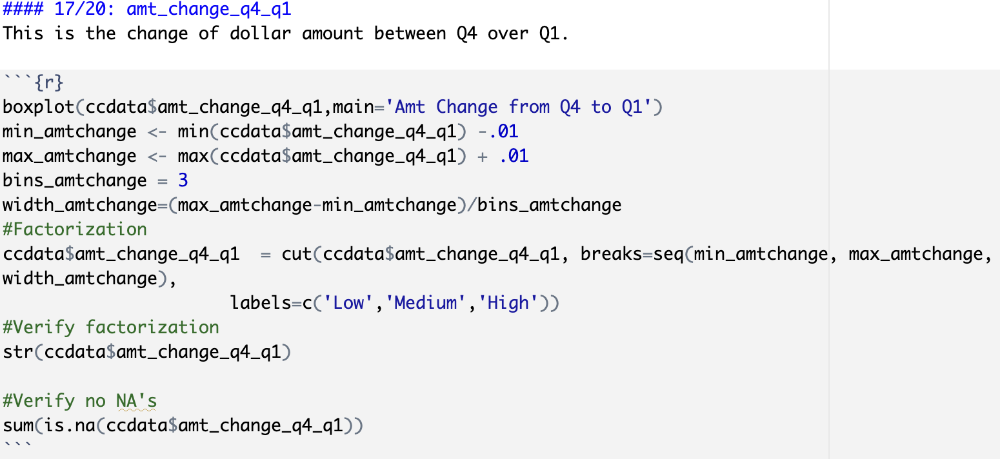 #### 17/20: amt_change_q4_q1
This is the change of dollar amount between Q4 over Q1.
```{r}
boxplot(ccdata$amt_change_q4_q1,main='Amt Change from Q4 to Q1')
min_amtchange <- min(ccdata$amt_change_q4_q1) -.01
max_amtchange <- max(ccdata$amt_change_q4_q1) + .01
bins_amtchange = 3
width_amtchange=(max_amtchange-min_amtchange)/bins_amtchange
#Factorization
ccdata$amt_change_q4_q1  = cut(ccdata$amt_change_q4_q1, breaks=seq(min_amtchange, max_amtchange,
width_amtchange),
                      labels=c('Low','Medium','High'))
#Verify factorization
str(ccdata$amt_change_q4_q1)
#Verify no NA's
sum(is.na(ccdata$amt_change_q4_q1))
```